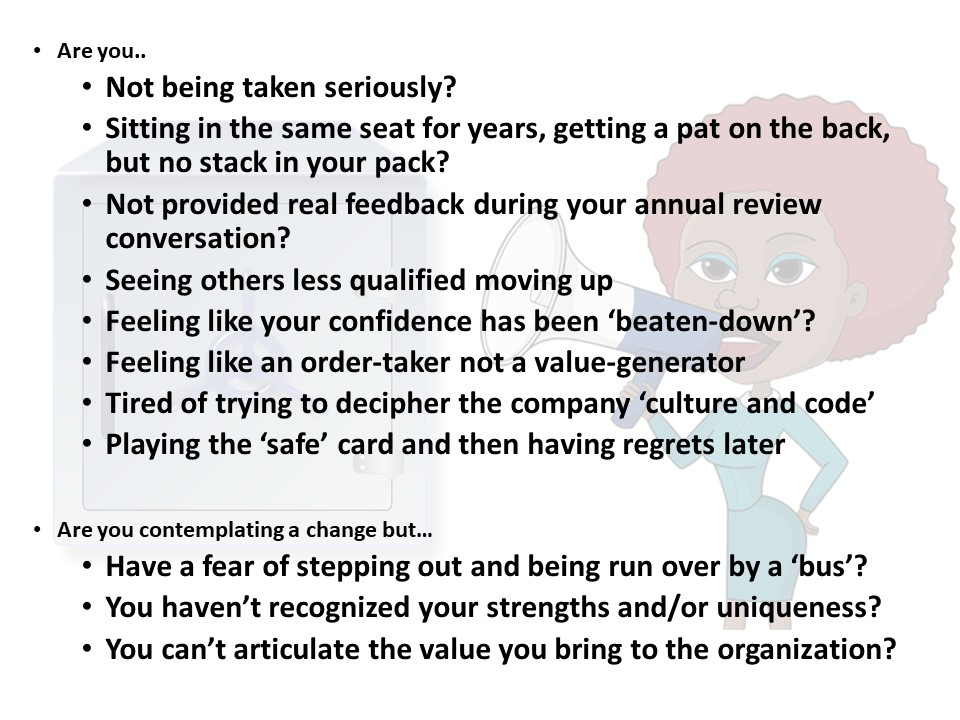 • Are you..
• Not being taken seriously?
• Sitting in the same seat for years, getting a pat on the back,
but no stack in your pack?
• Not provided real feedback during your annual review
conversation?
• Seeing others less qualified moving up
• Feeling like your confidence has been ‘beaten-down’?
• Feeling like an order-taker not a value-generator
• Tired of trying to decipher the company ‘culture and code’
• Playing the ‘safe’ card and then having regrets later
• Are you contemplating a change but…
• Have a fear of stepping out and being run over by a ‘bus’?
• You haven’t recognized your strengths and/or uniqueness?
• You can’t articulate the value you bring to the organization?